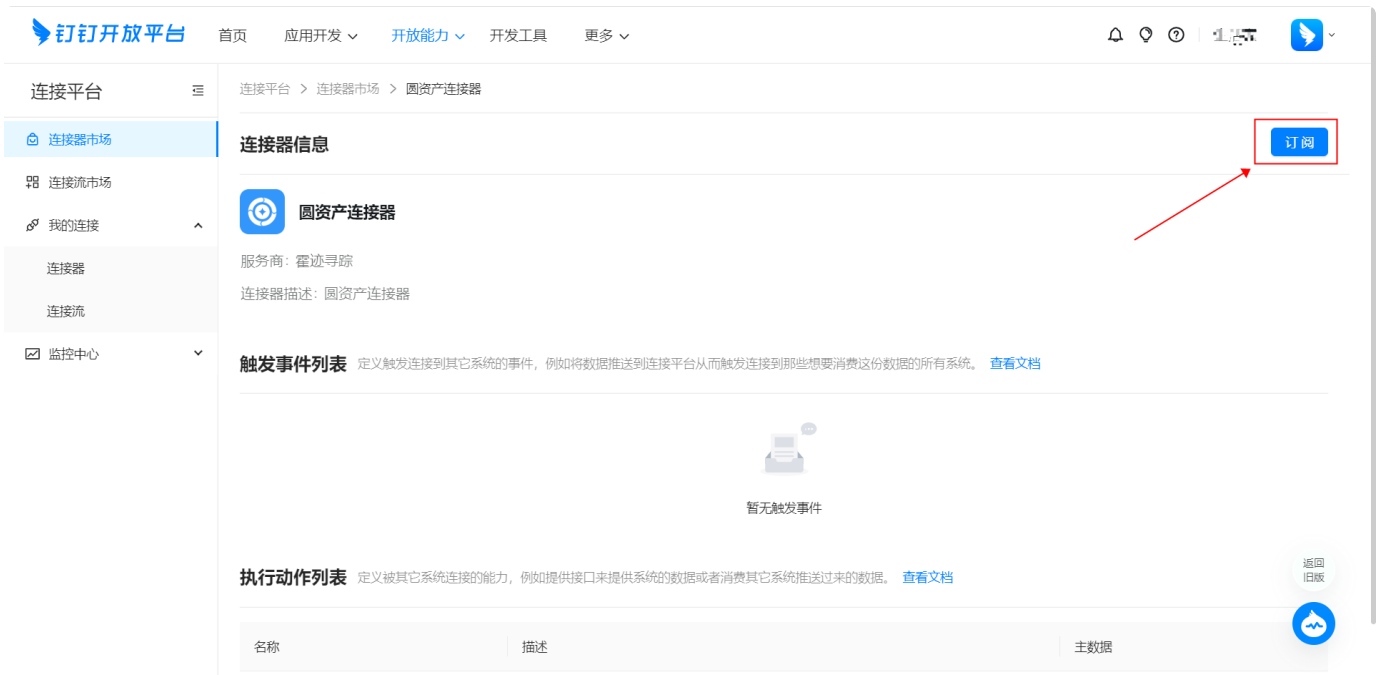 钉钉开放平台 首页 应用开发 开放能力 开发工具 更多
连接平台
连接平台 > 连接器市场 > 圆资产连接器
连接器市场
连接器信息
订阅
连接流市场
圆资产连接器
我的连接
服务商：霍迹寻踪
连接器
连接器描述：圆资产连接器
连接流
监控中心
触发事件列表 定义触发连接到其它系统的事件，例如将数据推送到连接平台从而触发连接到那些想要消费这份数据的所有系统。 查看文档
暂无触发事件
执行动作列表 定义被其它系统连接的能力，例如提供接口来提供系统的数据或者消费其它系统推送过来的数据。 查看文档
返回
旧版
名称 描述 主数据